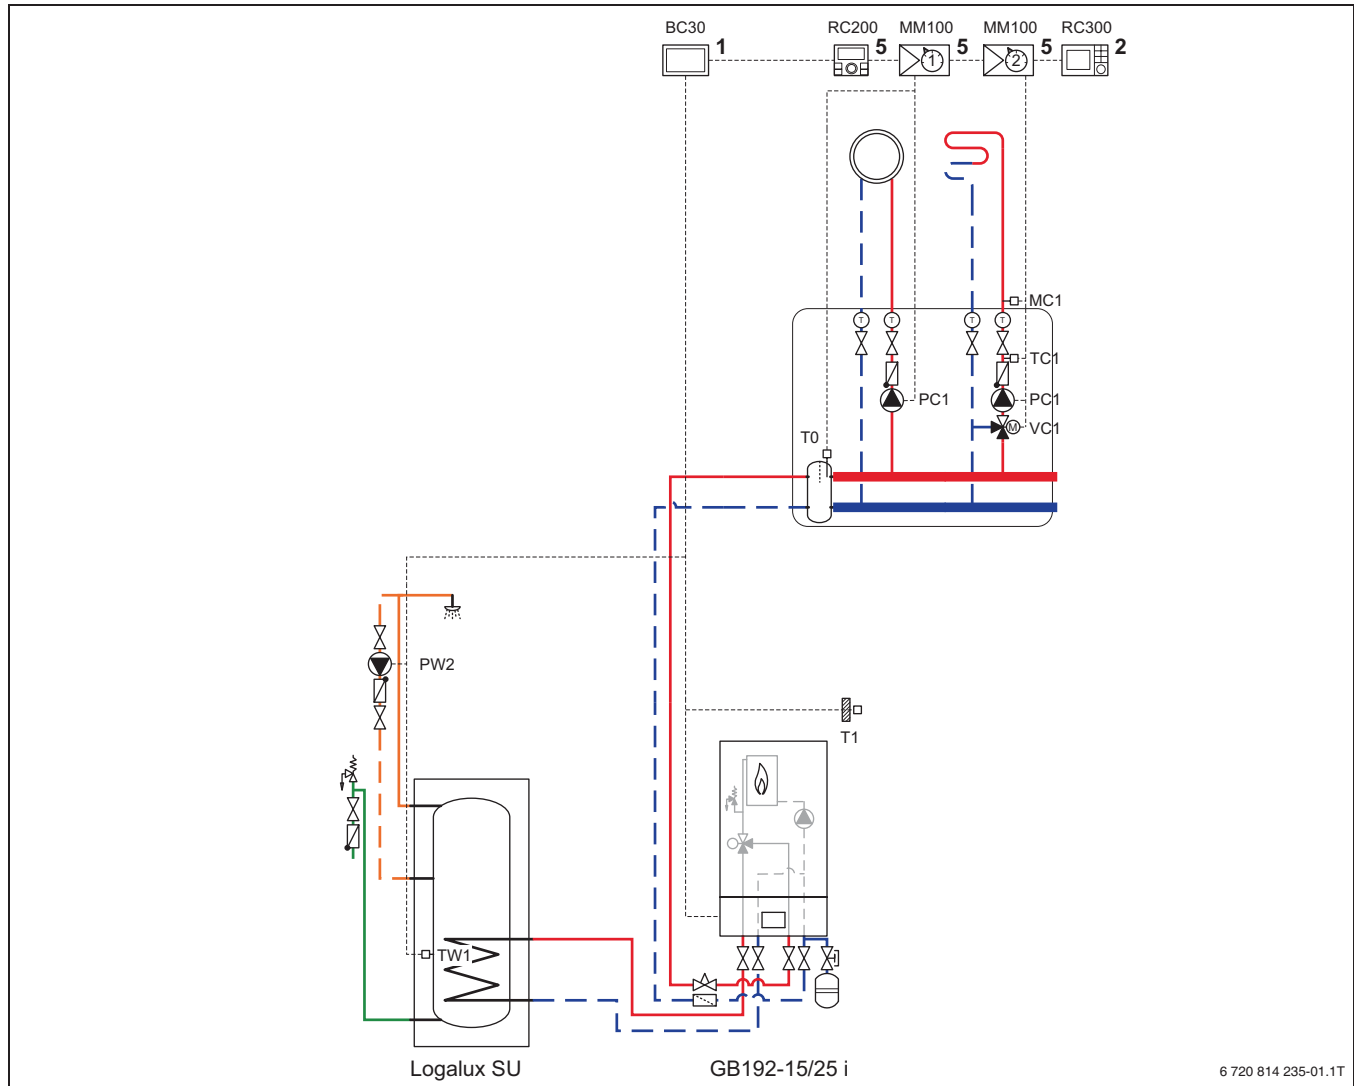 BC30 RC200 MM100 MM100 RC300
1 5 1 5 2 5 2
MC1
T T T T
TC1
PC1 PC1
M VC1
T0
PW2
T1
TW1
Logalux SU GB192-15/25 i
6 720 814 235-01.1T